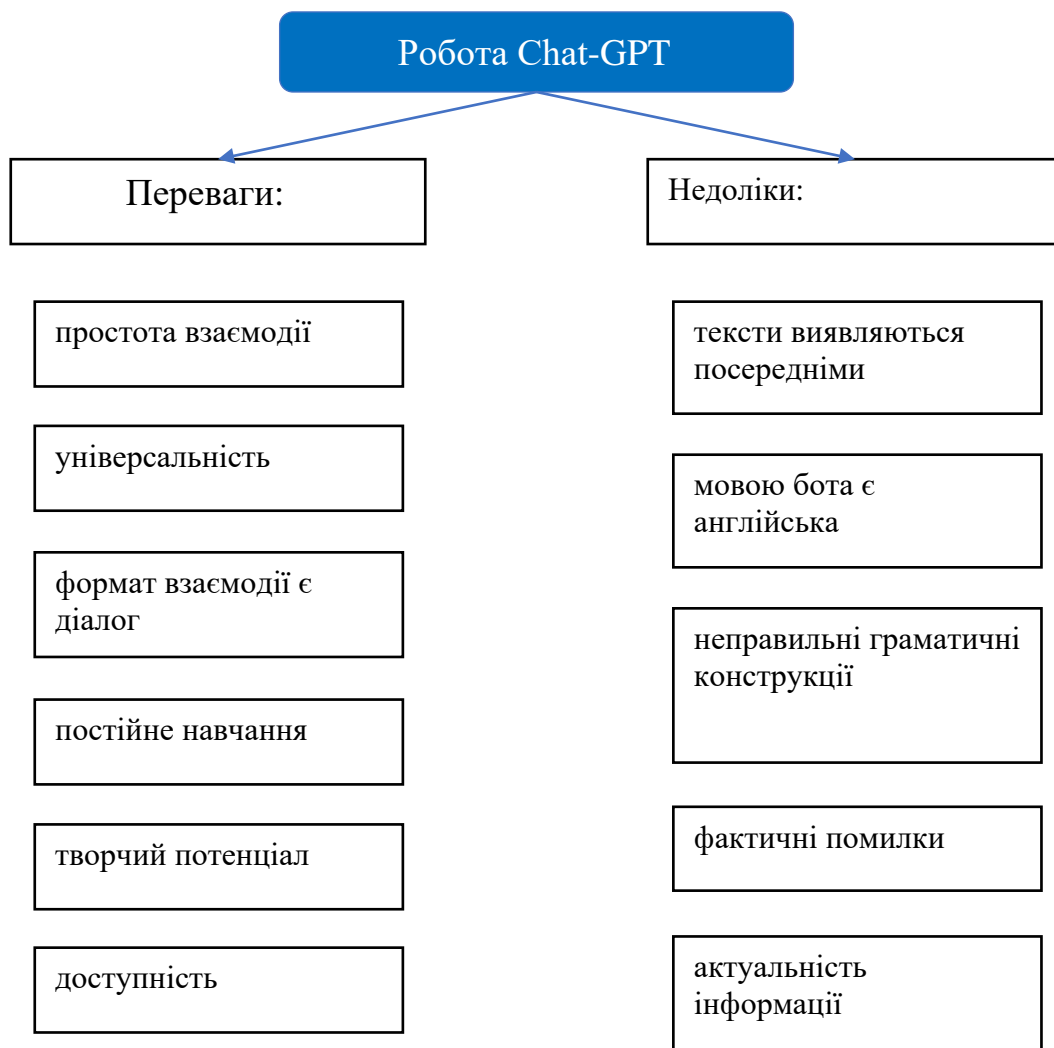 Робота Chat-GPT
Переваги:
простота взаємодії
універсальність
формат взаємодії є
діалог
постійне навчання
творчий потенціал
доступність
Недоліки:
тексти виявляються
посередніми
мовою бота є
англійська
неправильні граматичні
конструкції
фактичні помилки
актуальність
інформації